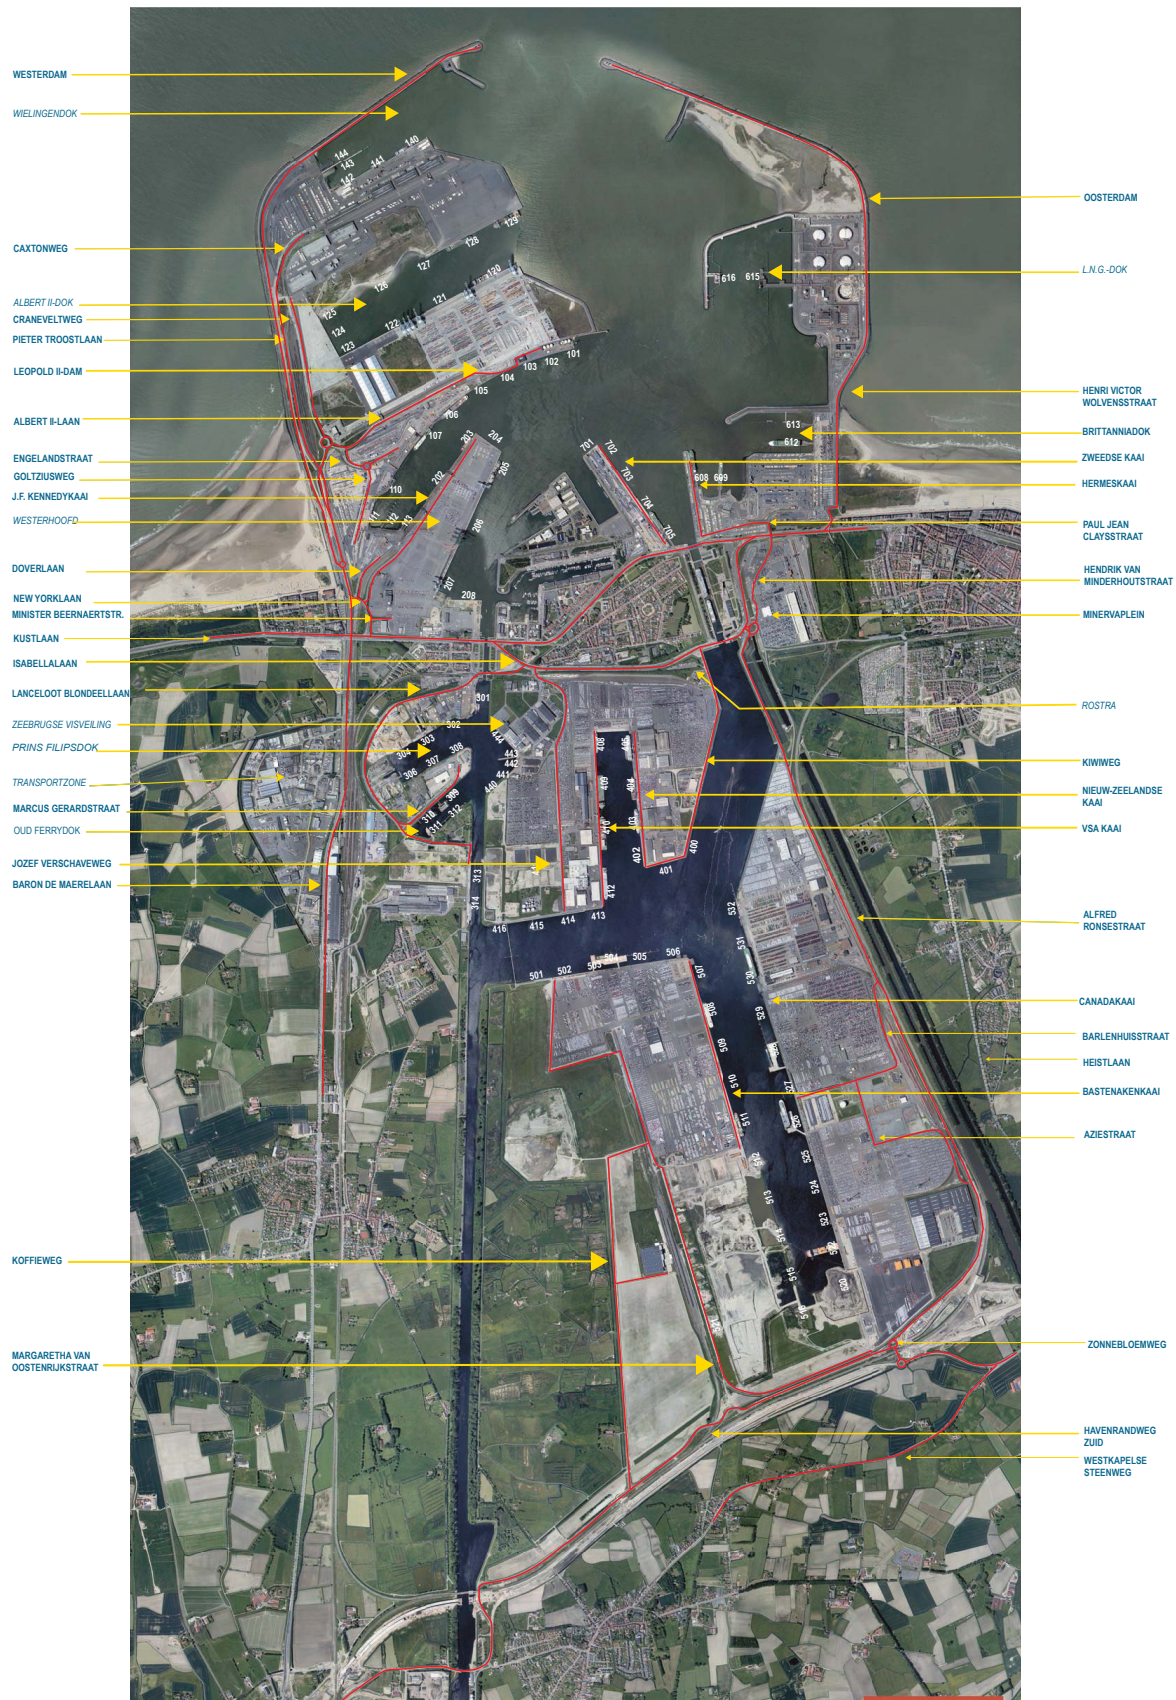 WESTERDAM
WIELINGENDOK
CAXTONWEG
ALBERT II-DOK
CRANEVELTWEG
PIETER TROOSTLAAN
LEOPOLD II-DAM
ALBERT II-LAAN
ENGELANDSTRAAT
GOLTZIUSWEG
J.F. KENNEDYKAAI
WESTERHOOFD
DOVERLAAN
NEW YORKLAAN
MINISTER BEERNAERTSTR.
KUSTLAAN
ISABELLALAAN
LANCELOOT BLONDEELLAAN
ZEEBRUGSE VISVEILING
PRINS FILIPSDOK
TRANSPORTZONE
MARCUS GERARDSTRAAT
OUD FERRYDOK
JOZEF VERSCHAVEWEG
BARON DE MAERELAAN
KOFFIEWEG
MARGARETHA VAN
OOSTENRIJKSTRAAT
OOSTERDAM
L.N.G.-DOK
HENRI VICTOR
WOLVENSSTRAAT
BRITTANNIADOK
ZWEEDSE KAAI
HERMESKAAI
PAUL JEAN
CLAYSSTRAAT
HENDRIK VAN
MINDERHOUTSTRAAT
MINERVAPLEIN
ROSTRA
KIWIWEG
NIEUW-ZEELANDSE
KAAI
VSA KAAI
ALFRED
RONSESTRAAT
CANADAKAAI
BARLENHUISSTRAAT
HEISTLAAN
BASTENAKENKAAI
AZIESTRAAT
ZONNEBLOEMWEG
HAVENRANDWEG
ZUID
WESTKAPELSE
STEENWEG
144
143
142
141
140
129
128
127
126
125
124
123
122
121
120
101
102
103
104
105
106
107
110
111
112
113
203
204
202
205
206
207
208
701
702
703
704
705
616
615
613
612
608
609
301
302
303
304
306
307
308
309
310
311
312
313
314
444
443
442
441
440
408
409
410
412
413
414
415
416
405
404
403
402
401
400
501
502
503
504
505
506
507
508
509
510
511
512
513
514
515
516
520
521
522
523
524
525
526
527
529
530
531
532